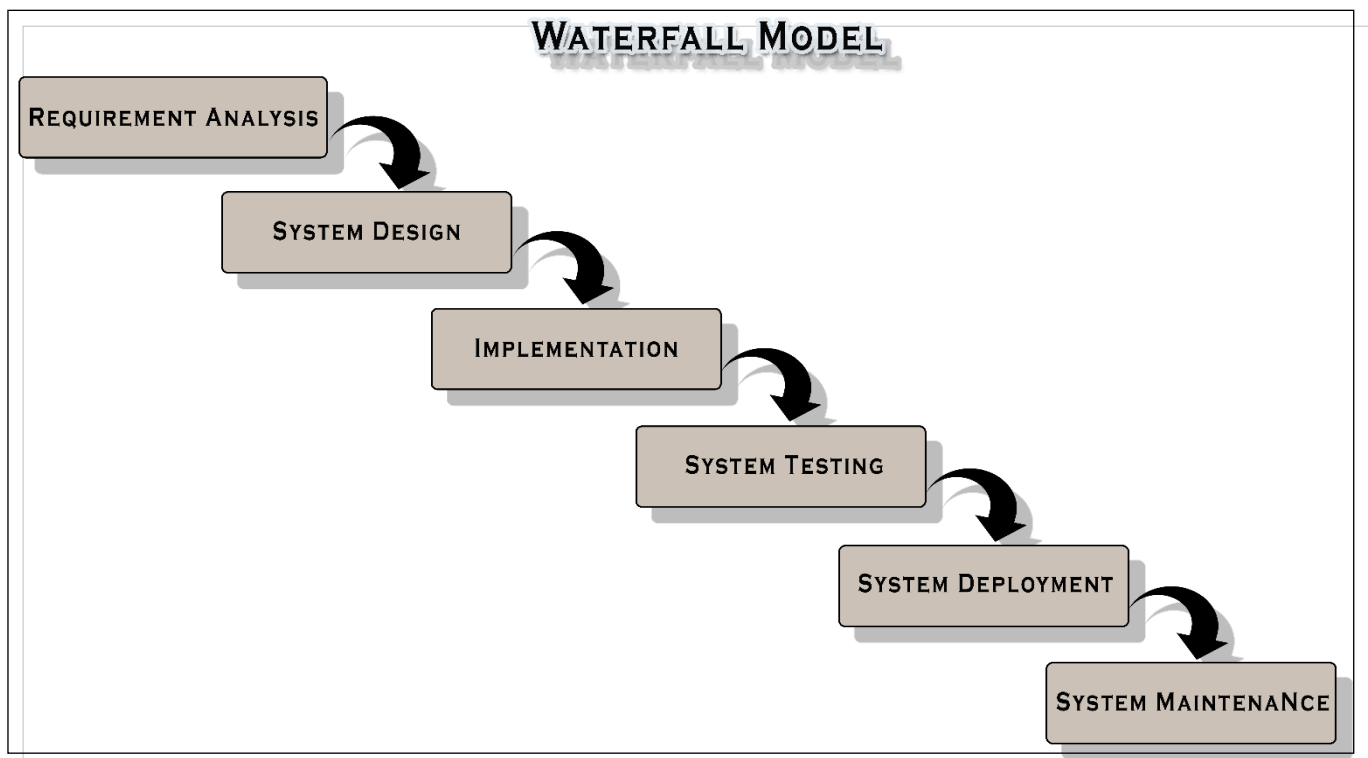 Waterfall Model
Requirement Analysis
System Design
Implementation
System Testing
System Deployment
System MaintenaNce